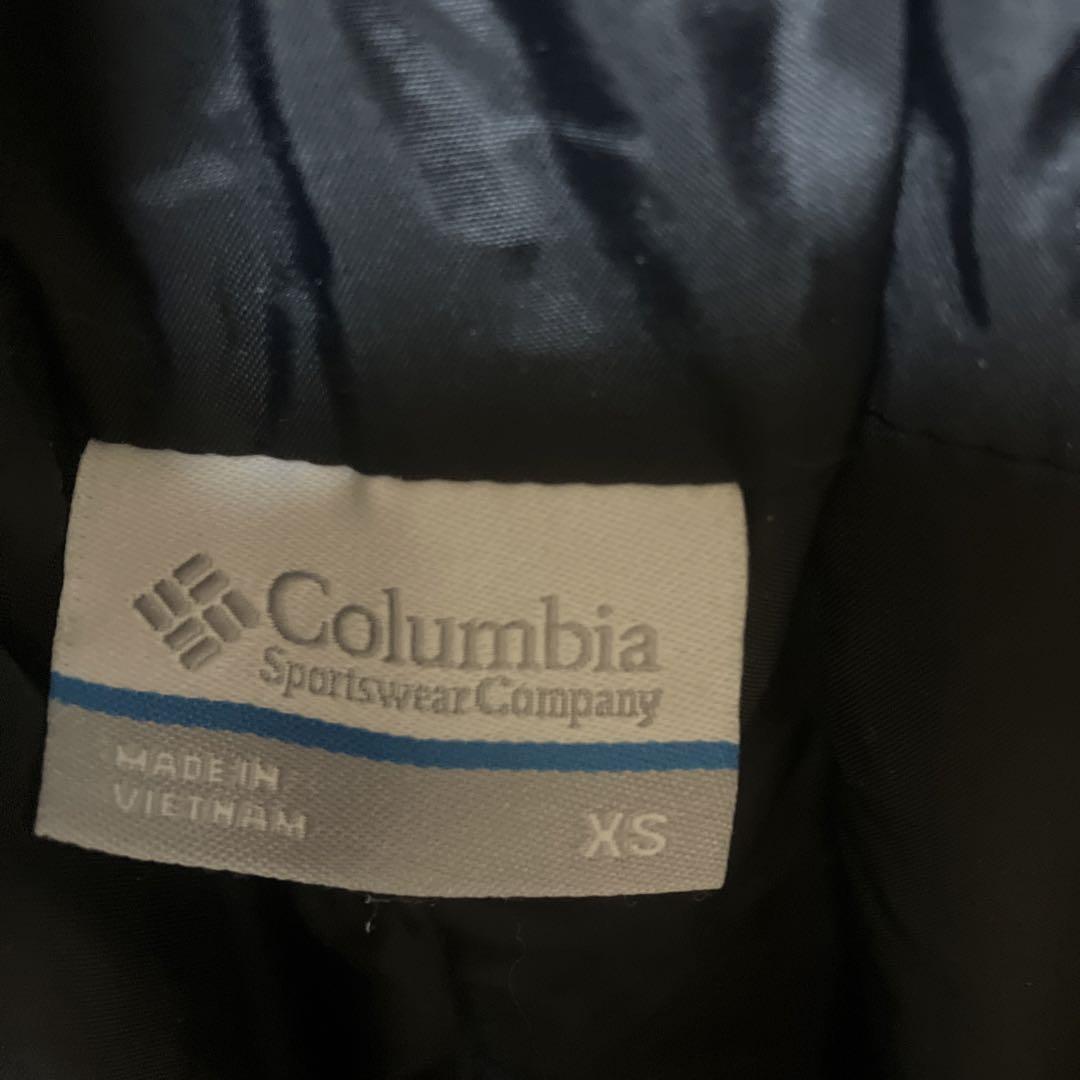 Columbia
Sportswear Company
MADE IN
VIETNAM
XS